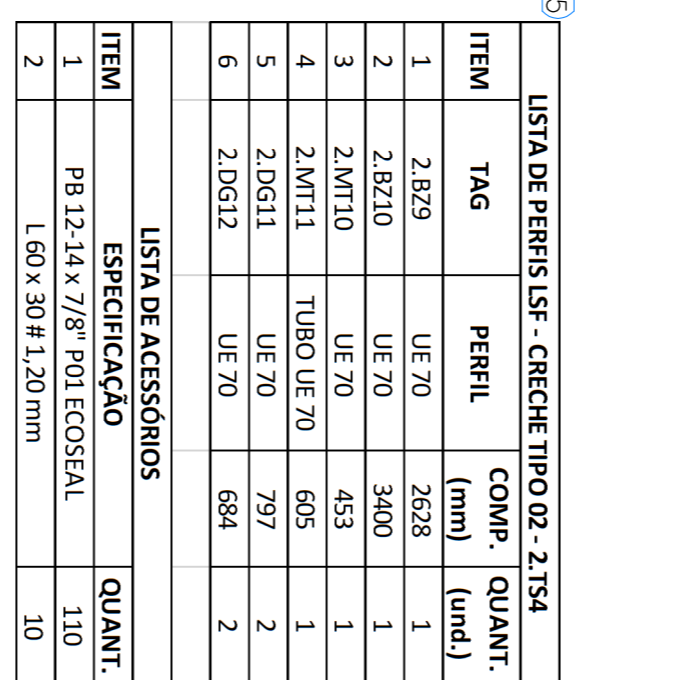 5
LISTA DE PERFIS LSF - CRECHE TIPO 02 - 2.TS4
ITEM TAG PERFIL COMP. (mm) QUANT. (und.)
1 2.BZ9 UE 70 2628 1
2 2.BZ10 UE 70 3400 1
3 2.MT10 UE 70 453 1
4 2.MT11 TUBO UE 70 605 1
5 2.DG11 UE 70 797 2
6 2.DG12 UE 70 684 2
LISTA DE ACESSÓRIOS
ITEM ESPECIFICAÇÃO QUANT.
1 PB 12-14 x 7/8" P01 ECOSEAL 110
2 L 60 x 30 # 1,20 mm 10